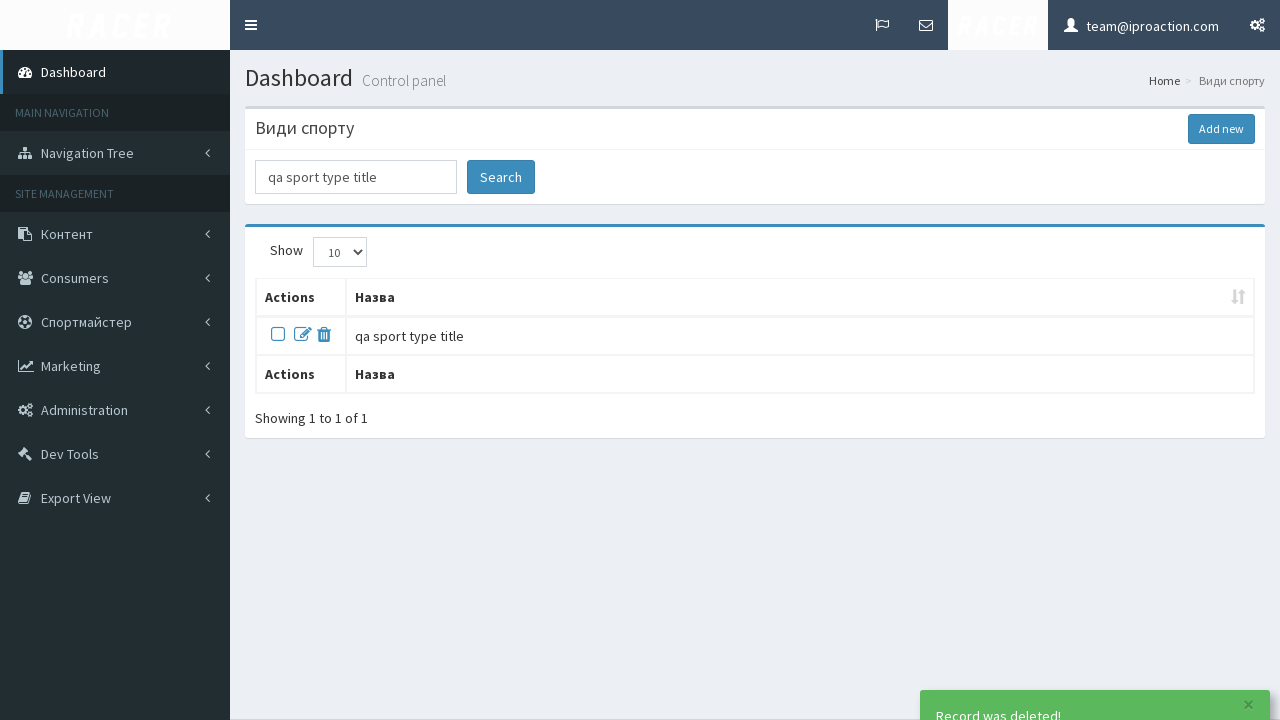 RACER
RACER
team@iproaction.com
Dashboard
MAIN NAVIGATION
Navigation Tree
SITE MANAGEMENT
Контент
Consumers
Спортмайстер
Marketing
Administration
Dev Tools
Export View
Dashboard Control panel
Home > Види спорту
Види спорту
Add new
qa sport type title
Search
Show 10
Actions Назва
qa sport type title
Actions Назва
Showing 1 to 1 of 1
×
Record was deleted!